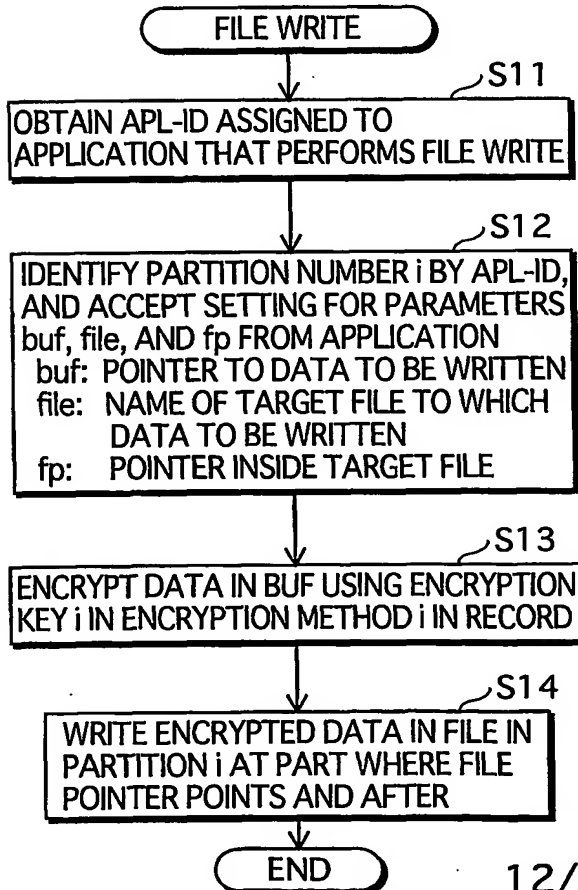 FILE WRITE
S11
OBTAIN APL-ID ASSIGNED TO
APPLICATION THAT PERFORMS FILE WRITE
S12
IDENTIFY PARTITION NUMBER i BY APL-ID,
AND ACCEPT SETTING FOR PARAMETERS
buf, file, AND fp FROM APPLICATION
buf: POINTER TO DATA TO BE WRITTEN
file: NAME OF TARGET FILE TO WHICH
DATA TO BE WRITTEN
fp: POINTER INSIDE TARGET FILE
S13
ENCRYPT DATA IN BUF USING ENCRYPTION
KEY i IN ENCRYPTION METHOD i IN RECORD
S14
WRITE ENCRYPTED DATA IN FILE IN
PARTITION i AT PART WHERE FILE
POINTER POINTS AND AFTER
END
12/